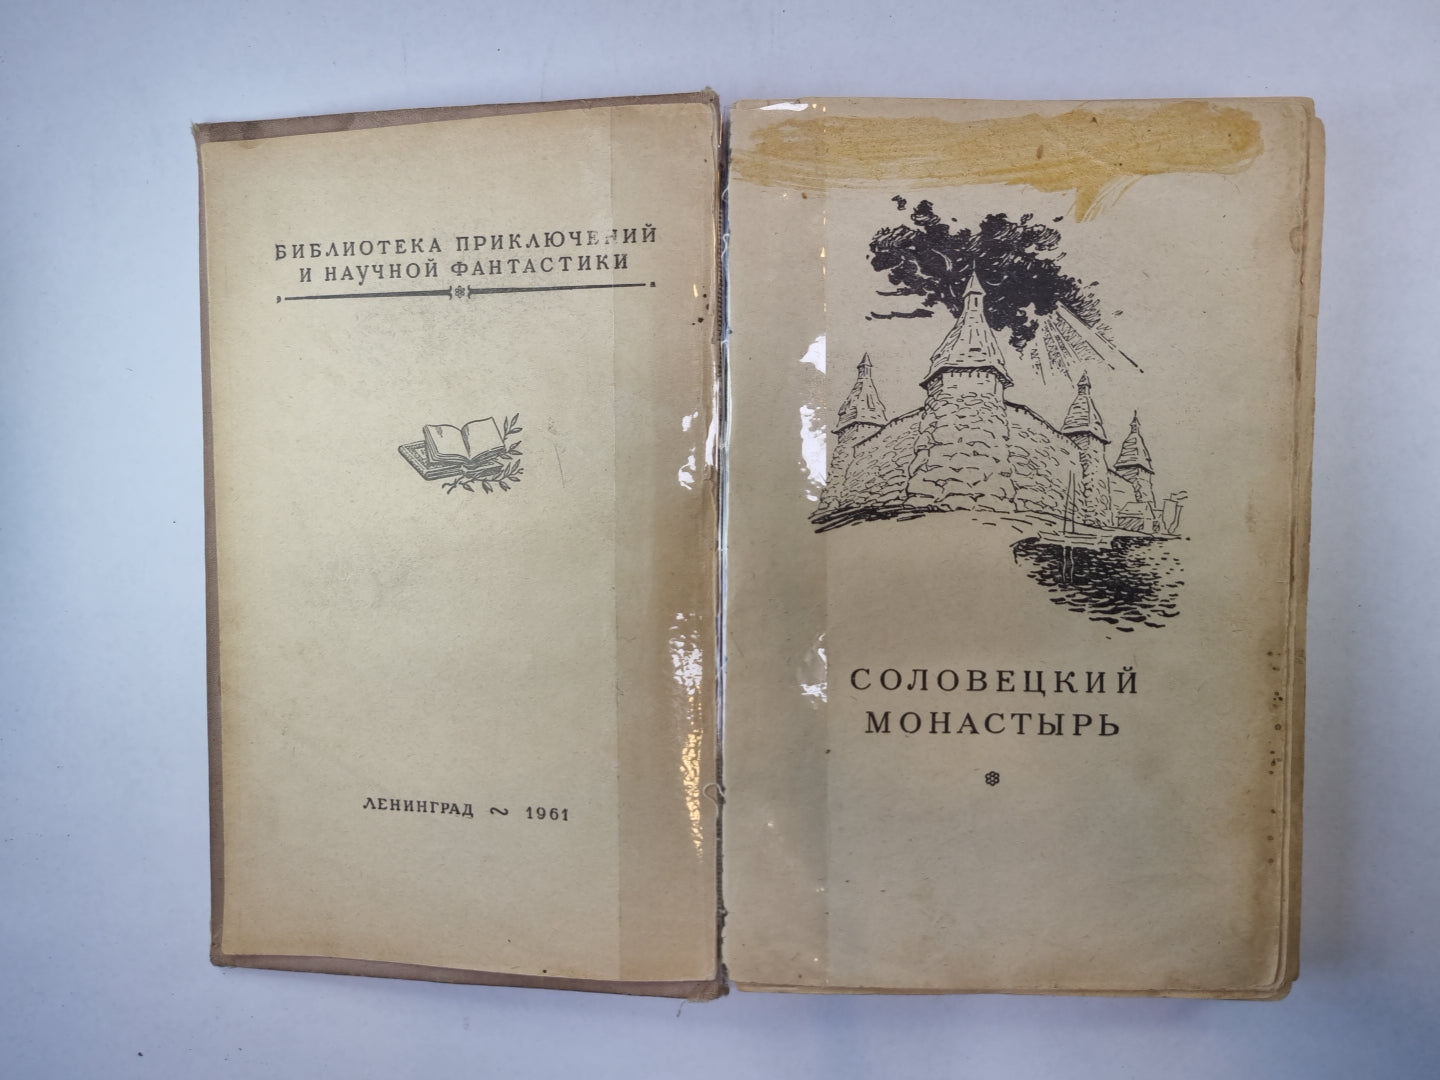 БИБЛИОТЕКА ПРИКЛЮЧЕНИЙ
И НАУЧНОЙ ФАНТАСТИКИ
ЛЕНИНГРАД ~ 1961
СОЛОВЕЦКИЙ
МОНАСТЫРЬ